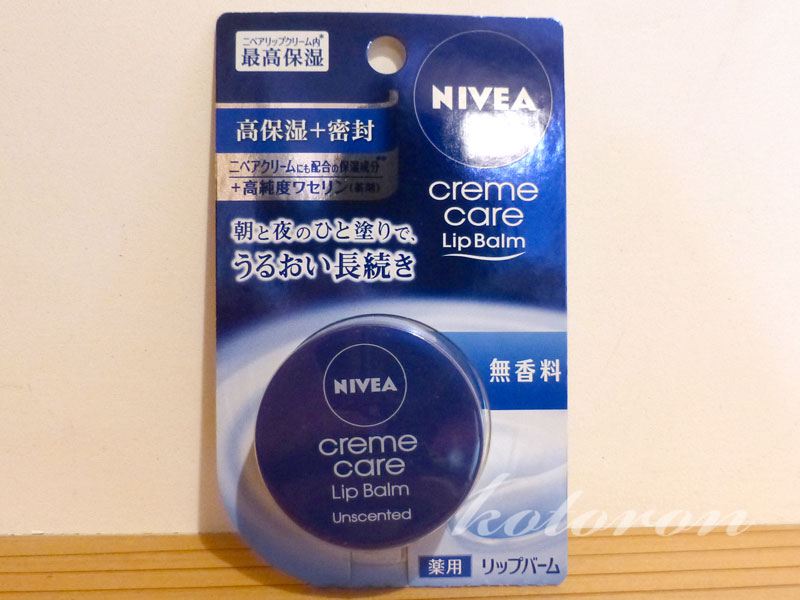 ニベアリップクリーム内※
最高保湿
NIVEA
高保湿＋密封
ニベアクリームにも配合の保湿成分
＋高純度ワセリン(基剤)
creme
care
Lip Balm
朝と夜のひと塗りで、
うるおい長続き
無香料
NIVEA
creme
care
Lip Balm
Unscented
koloron
薬用 リップバーム